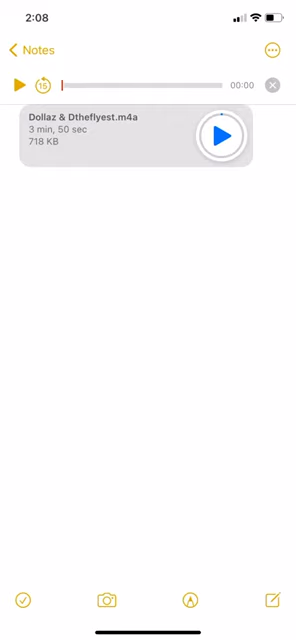 2:08
Notes
15
00:00
Dollaz & Dtheflyest.m4a
3 min, 50 sec
718 KB